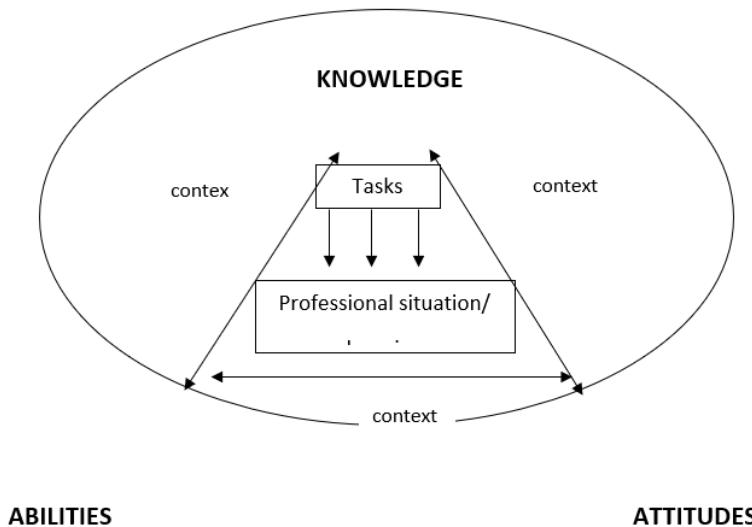 KNOWLEDGE
contex
context
Tasks
Professional situation/
context
ABILITIES
ATTITUDES